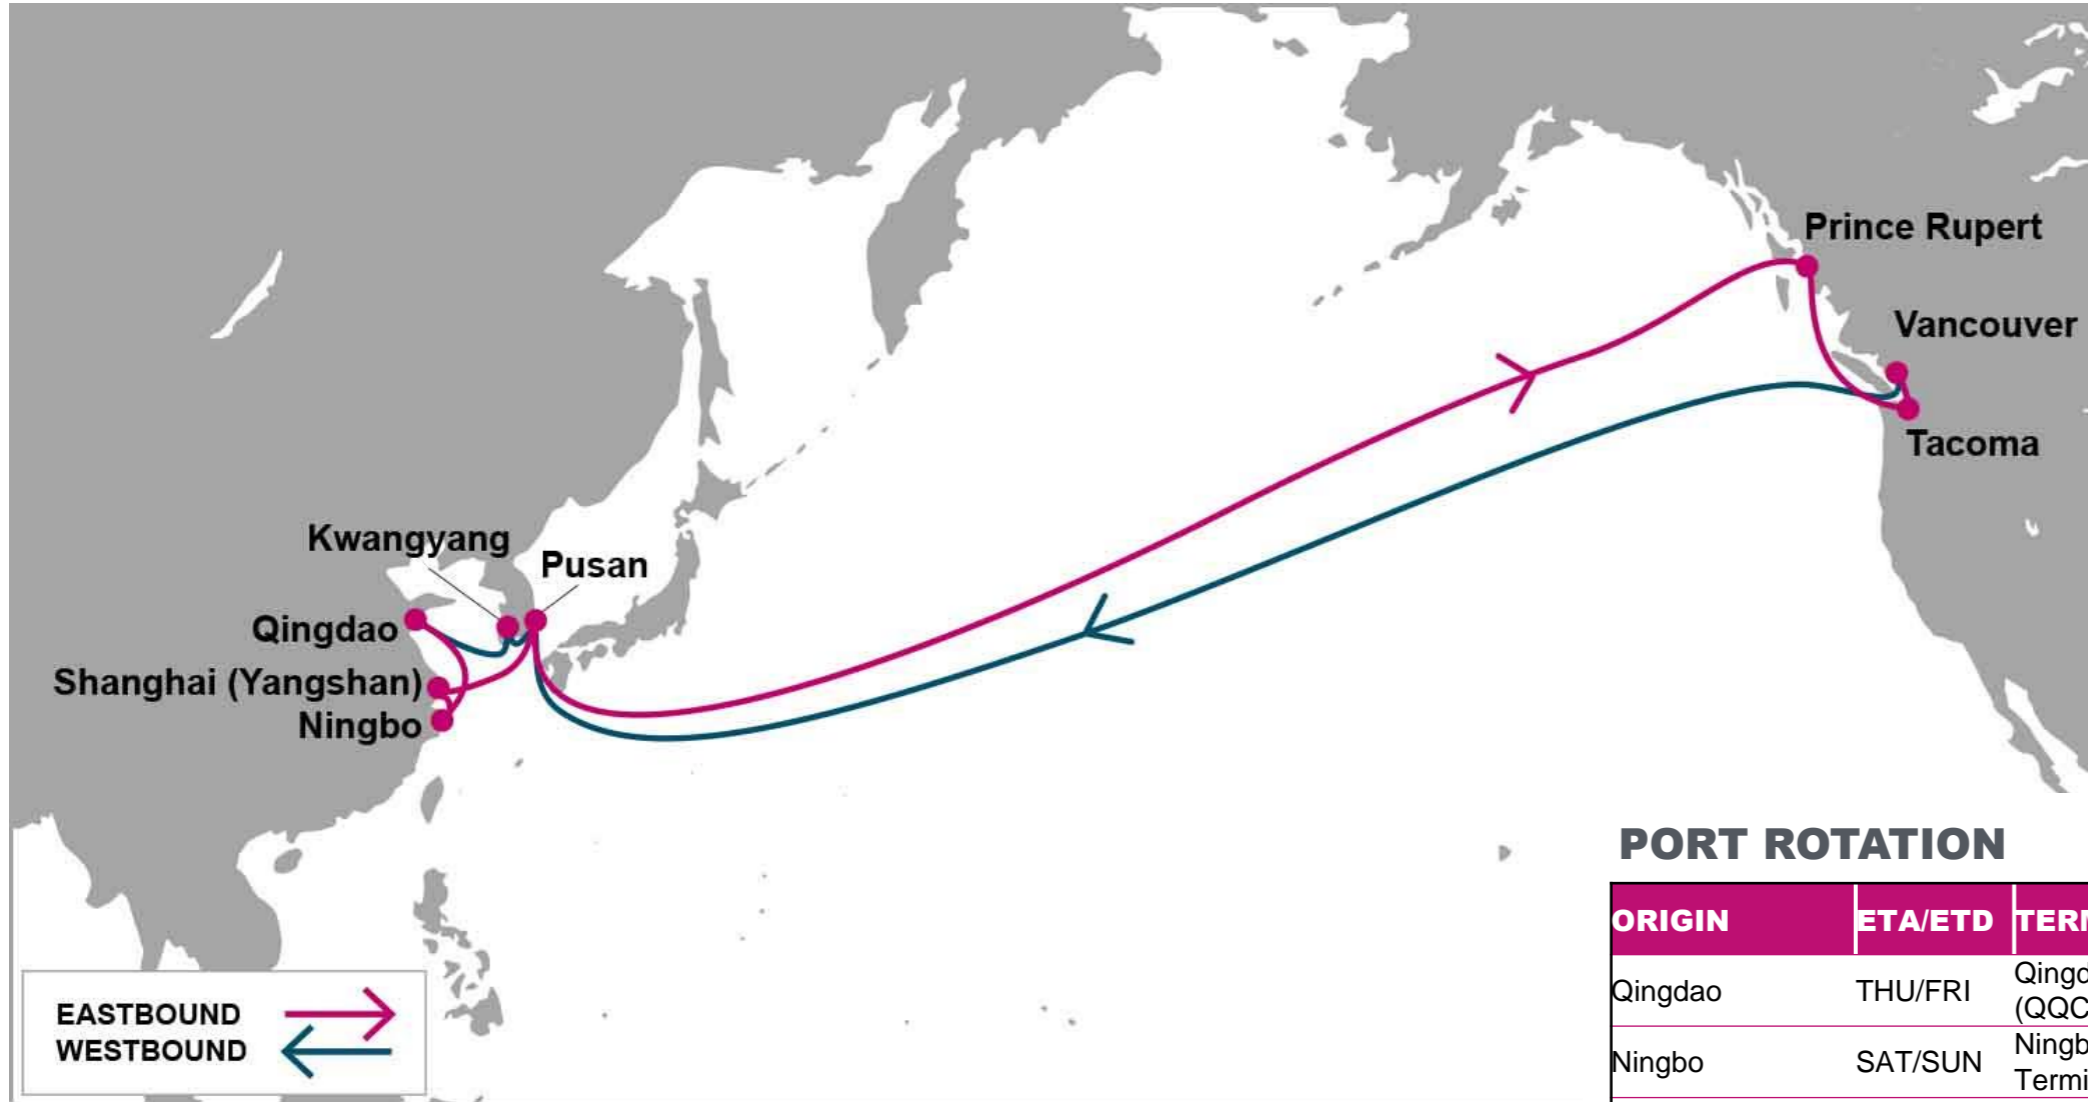 Prince Rupert
Vancouver
Tacoma
Kwangyang
Pusan
Qingdao
Shanghai (Yangshan)
Ningbo
PORT ROTATION
ORIGIN ETA/ETD
Qingdao THU/FRI
Ningbo SAT/SUN
EASTBOUND
WESTBOUND